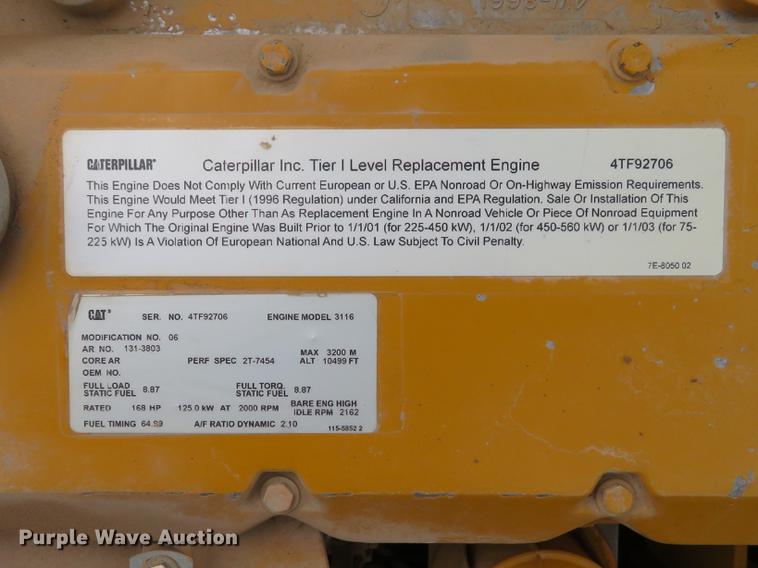 CATERPILLAR® Caterpillar Inc. Tier I Level Replacement Engine 4TF92706
This Engine Does Not Comply With Current European or U.S. EPA Nonroad Or On-Highway Emission Requirements.
This Engine Would Meet Tier I (1996 Regulation) under California and EPA Regulation. Sale Or Installation Of This
Engine For Any Purpose Other Than As Replacement Engine In A Nonroad Vehicle Or Piece Of Nonroad Equipment
For Which The Original Engine Was Built Prior to 1/1/01 (for 225-450 kW), 1/1/02 (for 450-560 kW) or 1/1/03 (for 75-
225 kW) Is A Violation Of European National And U.S. Law Subject To Civil Penalty.
7E-8050 02
CAT® SER. NO. 4TF92706 ENGINE MODEL 3116
MODIFICATION NO. 06
AR NO. 131-3803 MAX 3200 M
CORE AR PERF SPEC 2T-7454 ALT 10499 FT
OEM NO.
FULL LOAD FULL TORQ.
STATIC FUEL 8.87 STATIC FUEL 8.87
RATED 168 HP 125.0 kW AT 2000 RPM BARE ENG HIGH
IDLE RPM 2162
FUEL TIMING 64.99 A/F RATIO DYNAMIC 2.10 115-5852 2
Purple Wave Auction